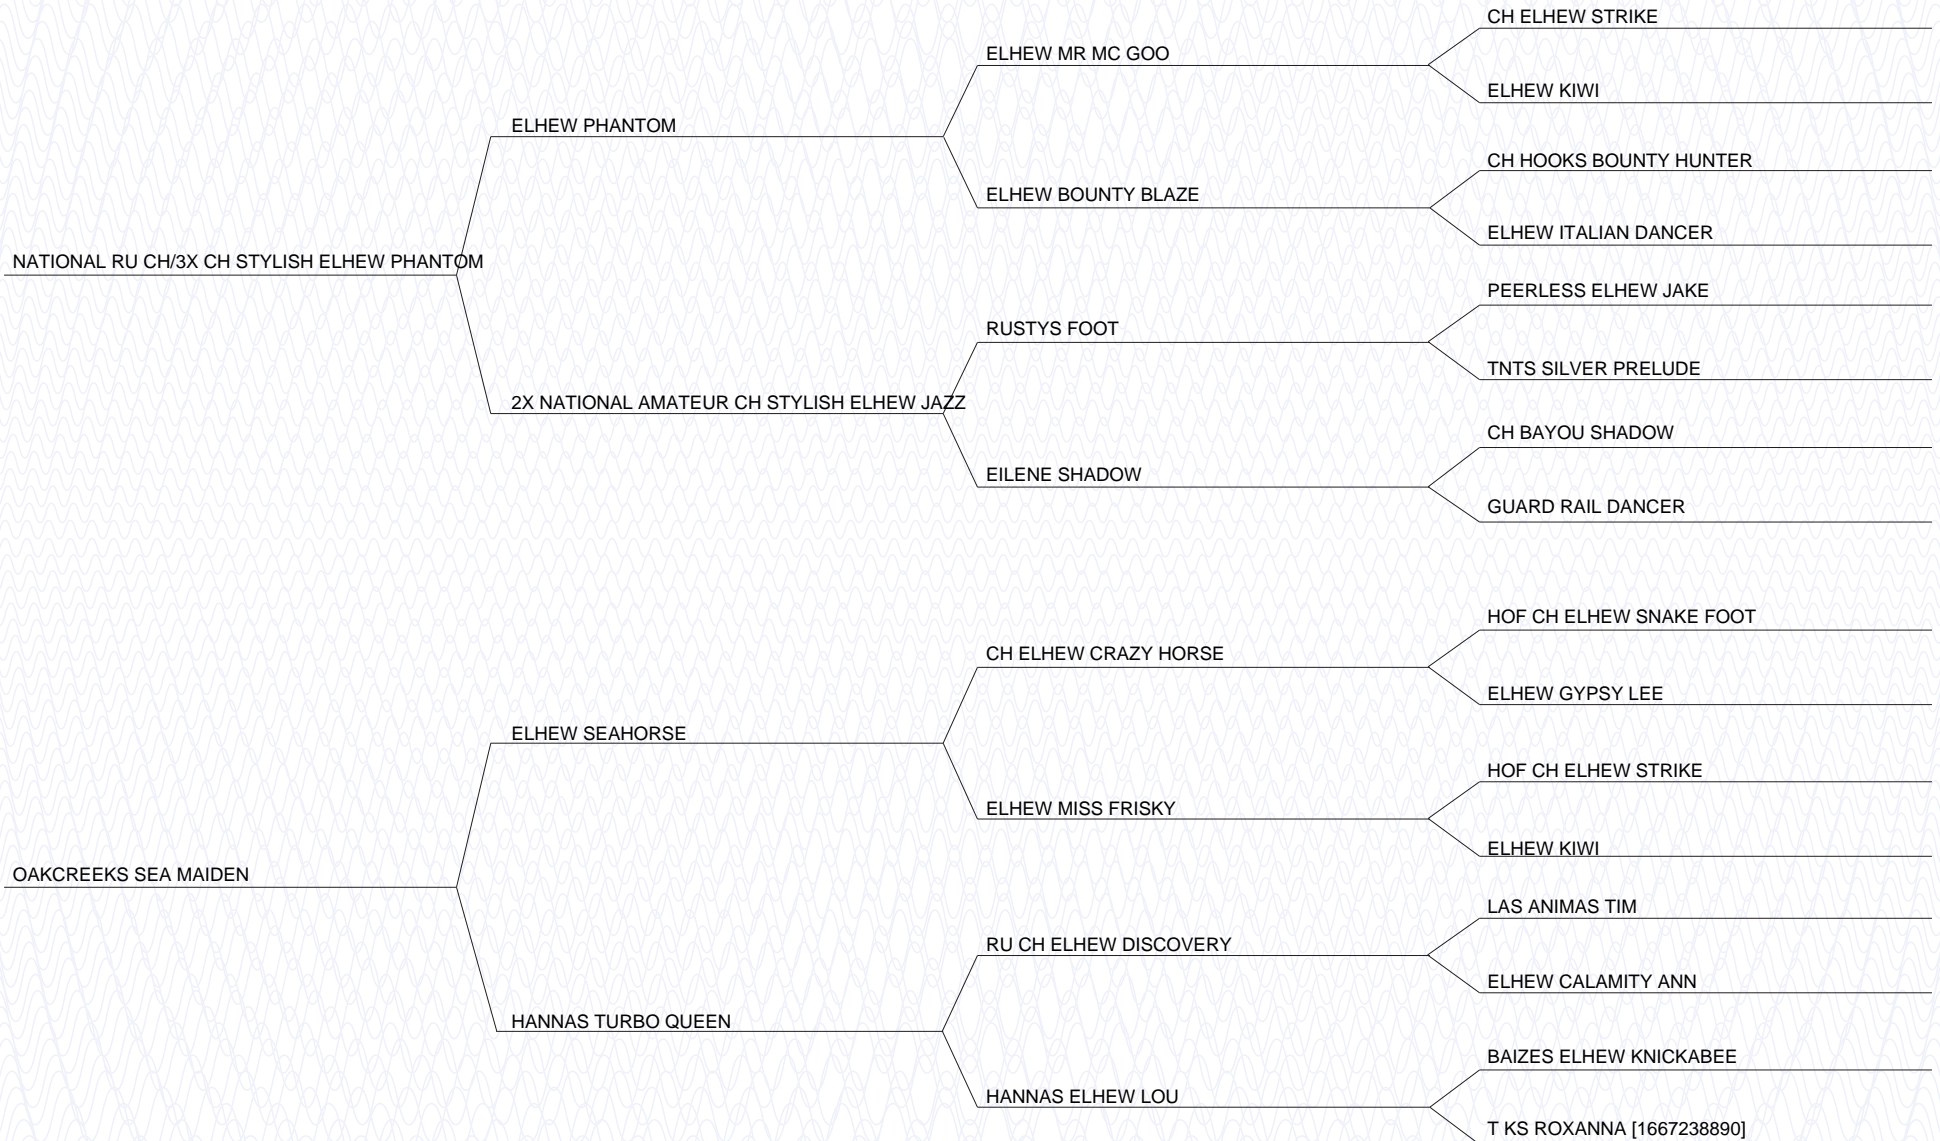 CH ELHEW STRIKE
ELHEW MR MC GOO
ELHEW KIWI
ELHEW PHANTOM
CH HOOKS BOUNTY HUNTER
ELHEW BOUNTY BLAZE
ELHEW ITALIAN DANCER
NATIONAL RU CH/3X CH STYLISH ELHEW PHANTOM
PEERLESS ELHEW JAKE
RUSTYS FOOT
TNTS SILVER PRELUDE
2X NATIONAL AMATEUR CH STYLISH ELHEW JAZZ
CH BAYOU SHADOW
EILENE SHADOW
GUARD RAIL DANCER
HOF CH ELHEW SNAKE FOOT
CH ELHEW CRAZY HORSE
ELHEW GYPSY LEE
ELHEW SEAHORSE
HOF CH ELHEW STRIKE
ELHEW MISS FRISKY
ELHEW KIWI
OAKCREEKS SEA MAIDEN
LAS ANIMAS TIM
RU CH ELHEW DISCOVERY
ELHEW CALAMITY ANN
HANNAS TURBO QUEEN
BAIZES ELHEW KNICKABEE
HANNAS ELHEW LOU
T KS ROXANNA [1667238890]